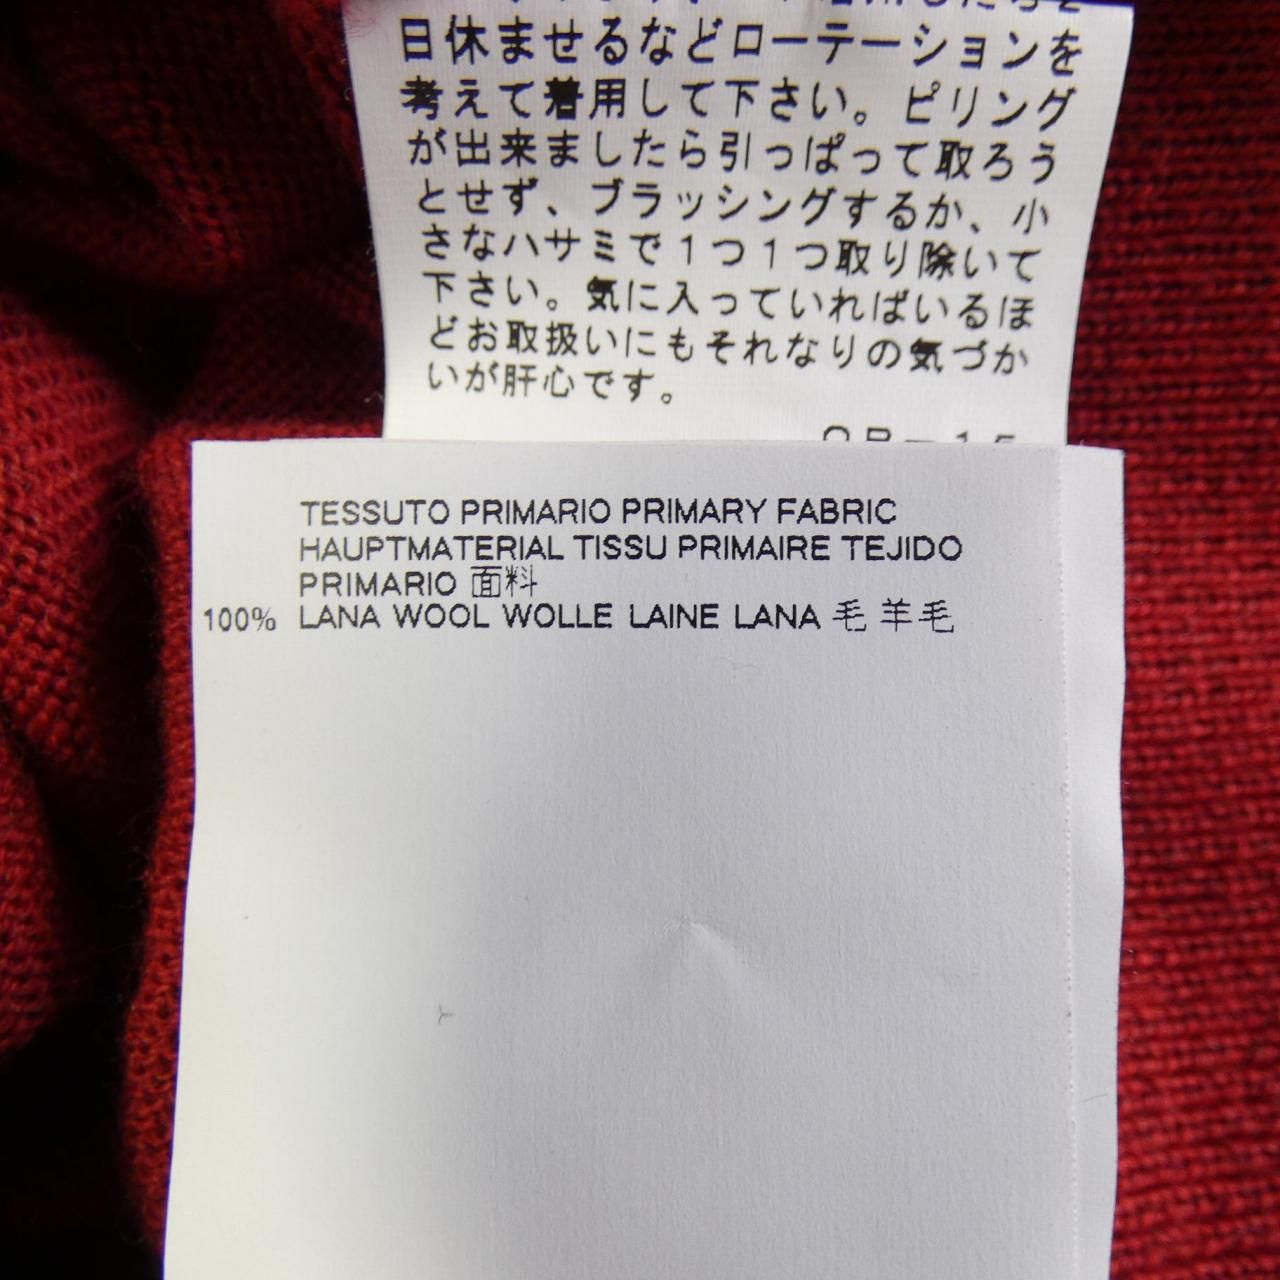 日休ませるなどローテーションを
考えて着用して下さい。ピリング
が出来ましたら引っぱって取ろう
とせず、ブラッシングするか、小
さなハサミで1つ1つ取り除いて
下さい。気に入っていればいるほ
どお取扱いにもそれなりの気づか
いが肝心です。
TESSUTO PRIMARIO PRIMARY FABRIC
HAUPTMATERIAL TISSU PRIMAIRE TEJIDO
PRIMARIO 面料
100% LANA WOOL WOLLE LAINE LANA 毛 羊毛